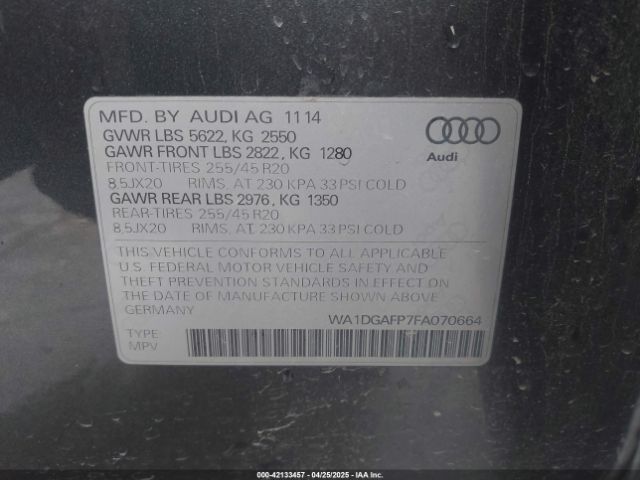 MFD. BY AUDI AG 11 14
GVWR LBS 5622, KG 2550
GAWR FRONT LBS 2822, KG 1280
FRONT-TIRES 255/45 R20
8,5JX20 RIMS, AT 230 KPA 33 PSI COLD
GAWR REAR LBS 2976, KG 1350
REAR-TIRES 255/45 R20
8,5JX20 RIMS, AT 230 KPA 33 PSI COLD
Audi
THIS VEHICLE CONFORMS TO ALL APPLICABLE
U.S. FEDERAL MOTOR VEHICLE SAFETY AND
THEFT PREVENTION STANDARDS IN EFFECT ON
THE DATE OF MANUFACTURE SHOWN ABOVE
GERMANY
WA1DGAFP7FA070664
TYPE:
MPV
000-42133457 - 04/25/2025 - IAA Inc.